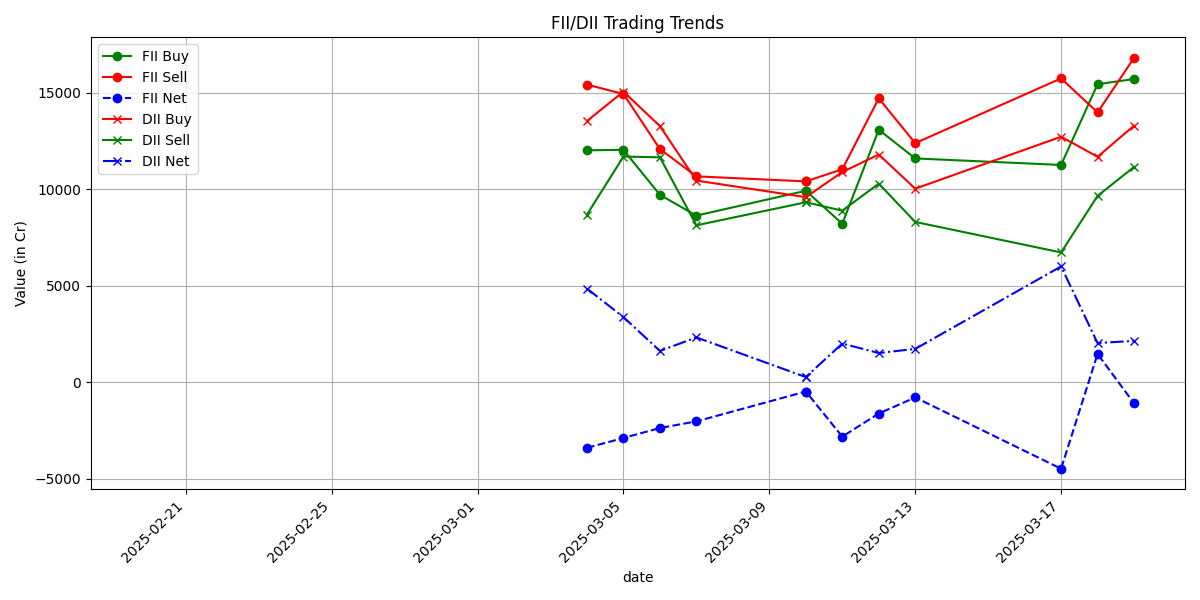 FII/DII Trading Trends
FII Buy
FII Sell
FII Net
DII Buy
DII Sell
DII Net
15000
10000
5000
0
−5000
Value (in Cr)
2025-02-21
2025-02-25
2025-03-01
2025-03-05
2025-03-09
2025-03-13
2025-03-17
date